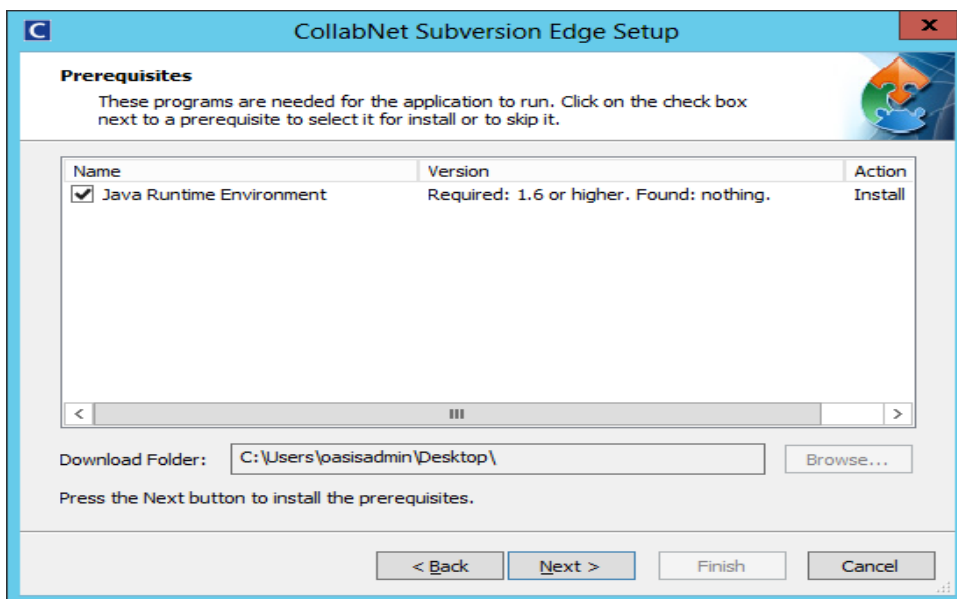 C
CollabNet Subversion Edge Setup
x
Prerequisites
These programs are needed for the application to run. Click on the check box
next to a prerequisite to select it for install or to skip it.
Name Version Action
Java Runtime Environment Required: 1.6 or higher. Found: nothing. Install
Download Folder: C:\Users\oasisadmin\Desktop\ Browse...
Press the Next button to install the prerequisites.
< Back Next > Finish Cancel